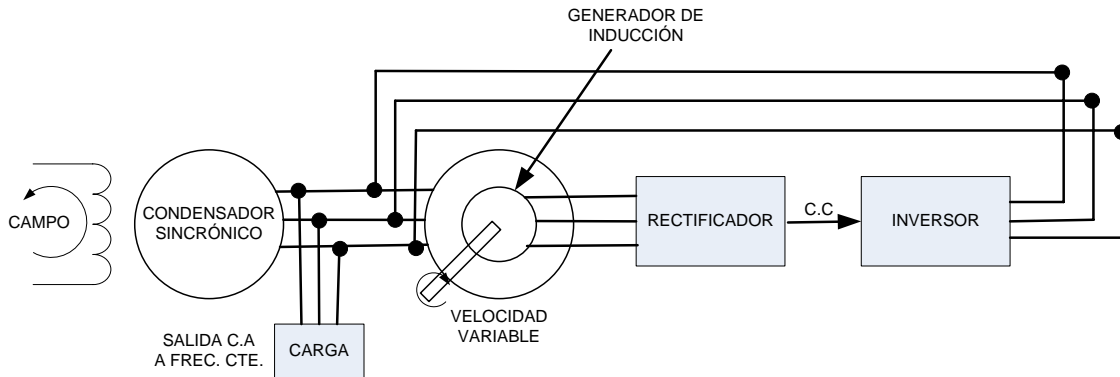 GENERADOR DE
INDUCCIÓN
CAMPO
CONDENSADOR
SINCRÓNICO
RECTIFICADOR
C.C
INVERSOR
VELOCIDAD
VARIABLE
SALIDA C.A
A FREC. CTE.
CARGA